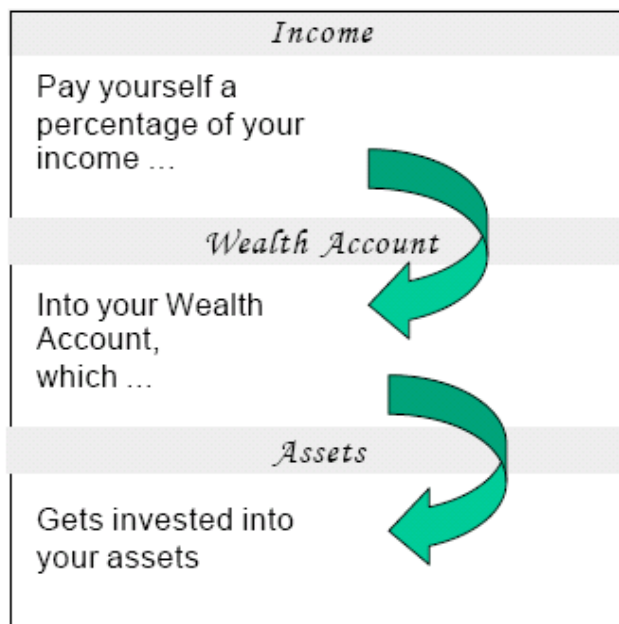 Income
Pay yourself a
percentage of your
income ...
Wealth Account
Into your Wealth
Account,
which ...
Assets
Gets invested into
your assets